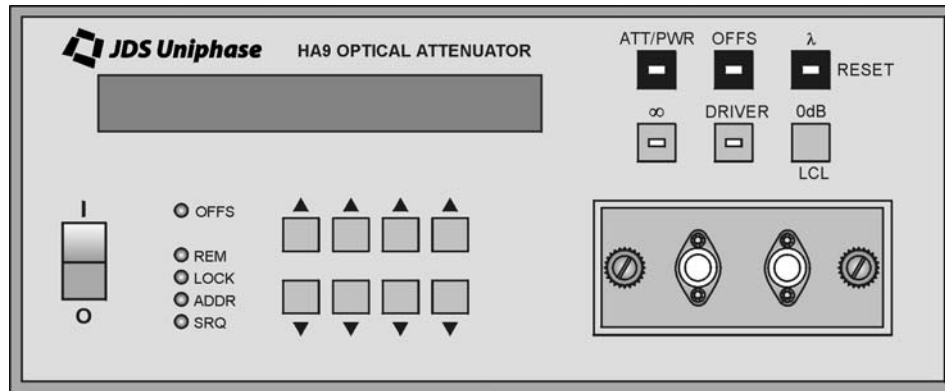 JDS Uniphase
HA9 OPTICAL ATTENUATOR
ATT/PWR OFFS λ
RESET
∞ DRIVER 0dB
LCL
I
O
OFFS
REM
LOCK
ADDR
SRQ